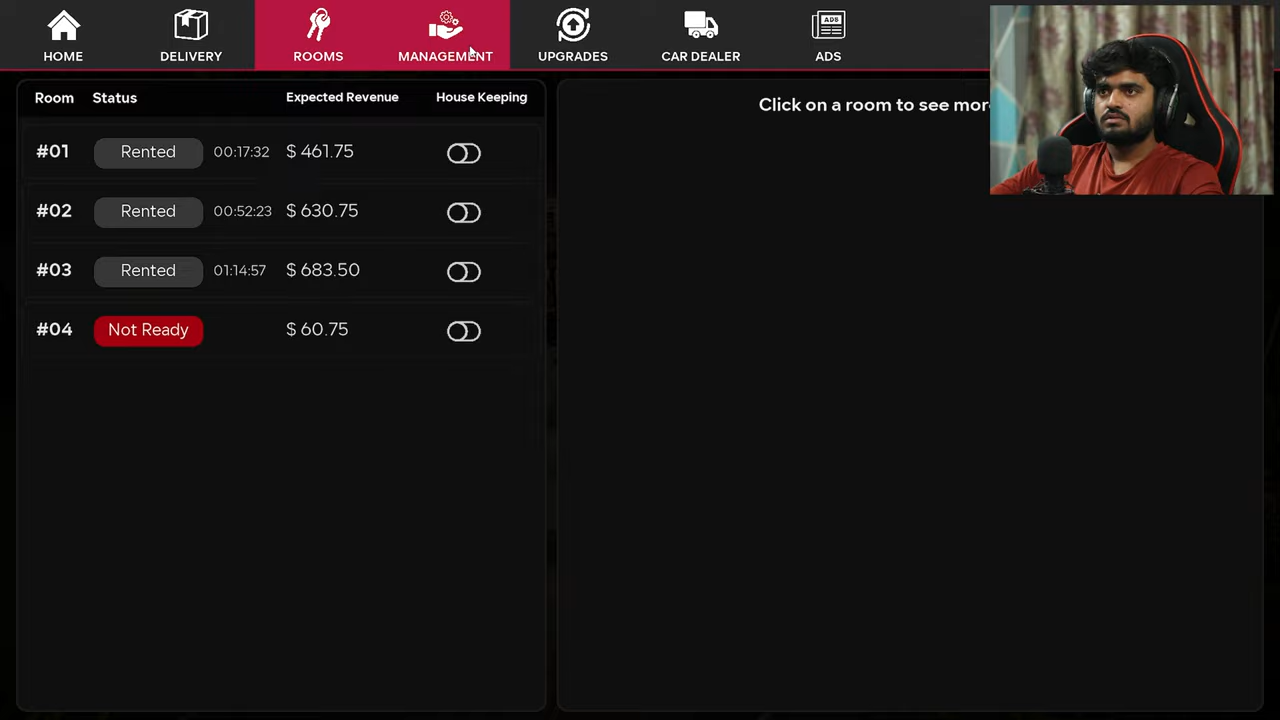 HOME
DELIVERY
ROOMS
MANAGEMENT
UPGRADES
CAR DEALER
ADS
ADS
Room Status Expected Revenue House Keeping
#01 Rented 00:17:32 $ 461.75
#02 Rented 00:52:23 $ 630.75
#03 Rented 01:14:57 $ 683.50
#04 Not Ready $ 60.75
Click on a room to see mor